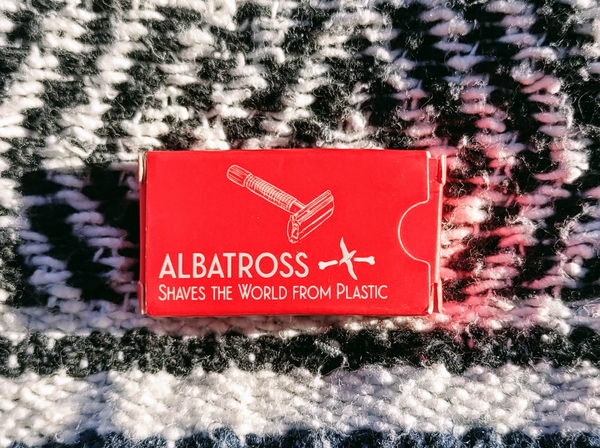 ALBATROSS
SHAVES THE WORLD FROM PLASTIC